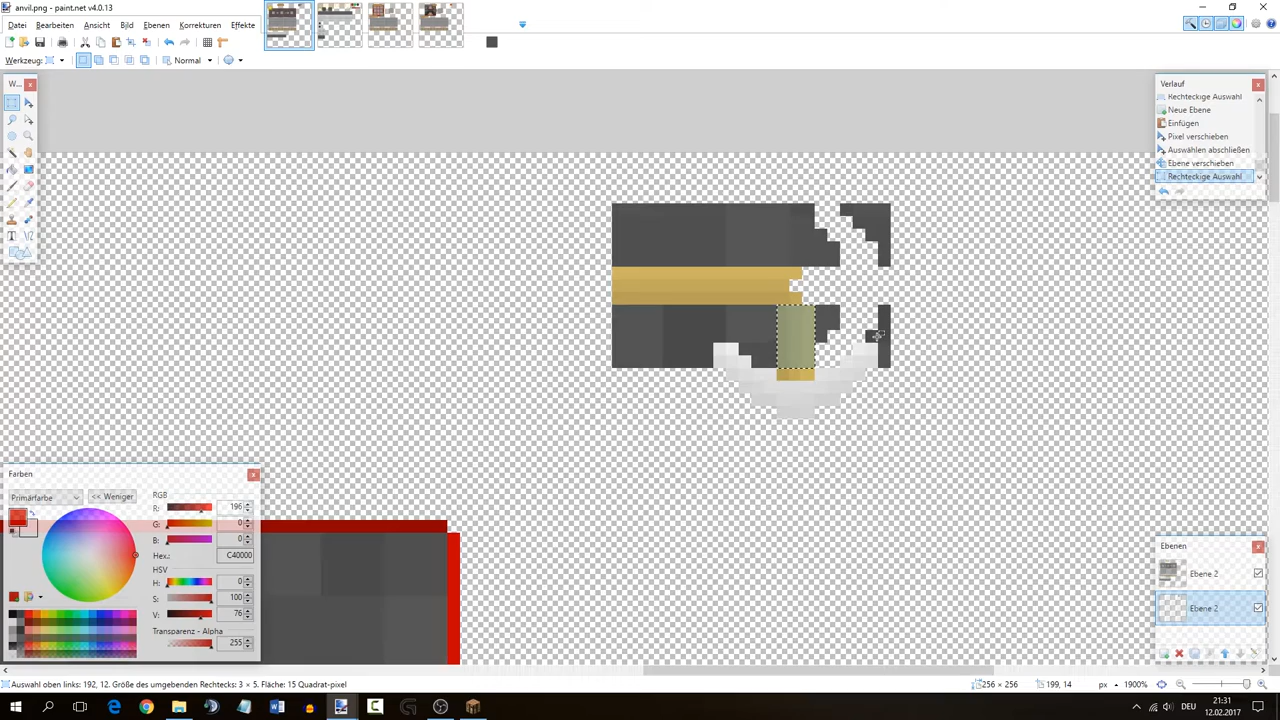 anvil.png - paint.net v4.0.13
Datei Bearbeiten Ansicht Bild Ebenen Korrekturen Effekte
Werkzeug: Normal
W...
Verlauf
Rechteckige Auswahl
Neue Ebene
Einfügen
Pixel verschieben
Auswählen abschließen
Ebene verschieben
Rechteckige Auswahl
Farben
Primärfarbe << Weniger
RGB
R: 196
G: 0
B: 0
Hex.: C40000
HSV
H: 0
S: 100
V: 76
Transparenz - Alpha
255
Ebenen
Ebene 2
Ebene 2
Auswahl oben links: 192, 12. Größe des umgebenden Rechtecks: 3 × 5. Fläche: 15 Quadrat-pixel
256 × 256 199, 14 px 1900%
DEU
21:31
12.02.2017